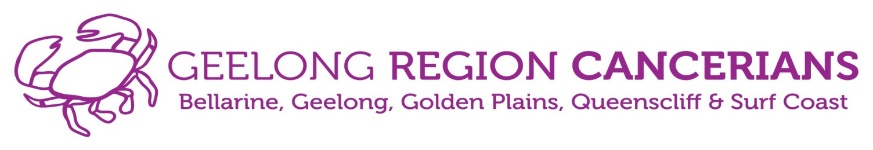 GEELONG REGION CANCERIANS
Bellarine, Geelong, Golden Plains, Queenscliff & Surf Coast